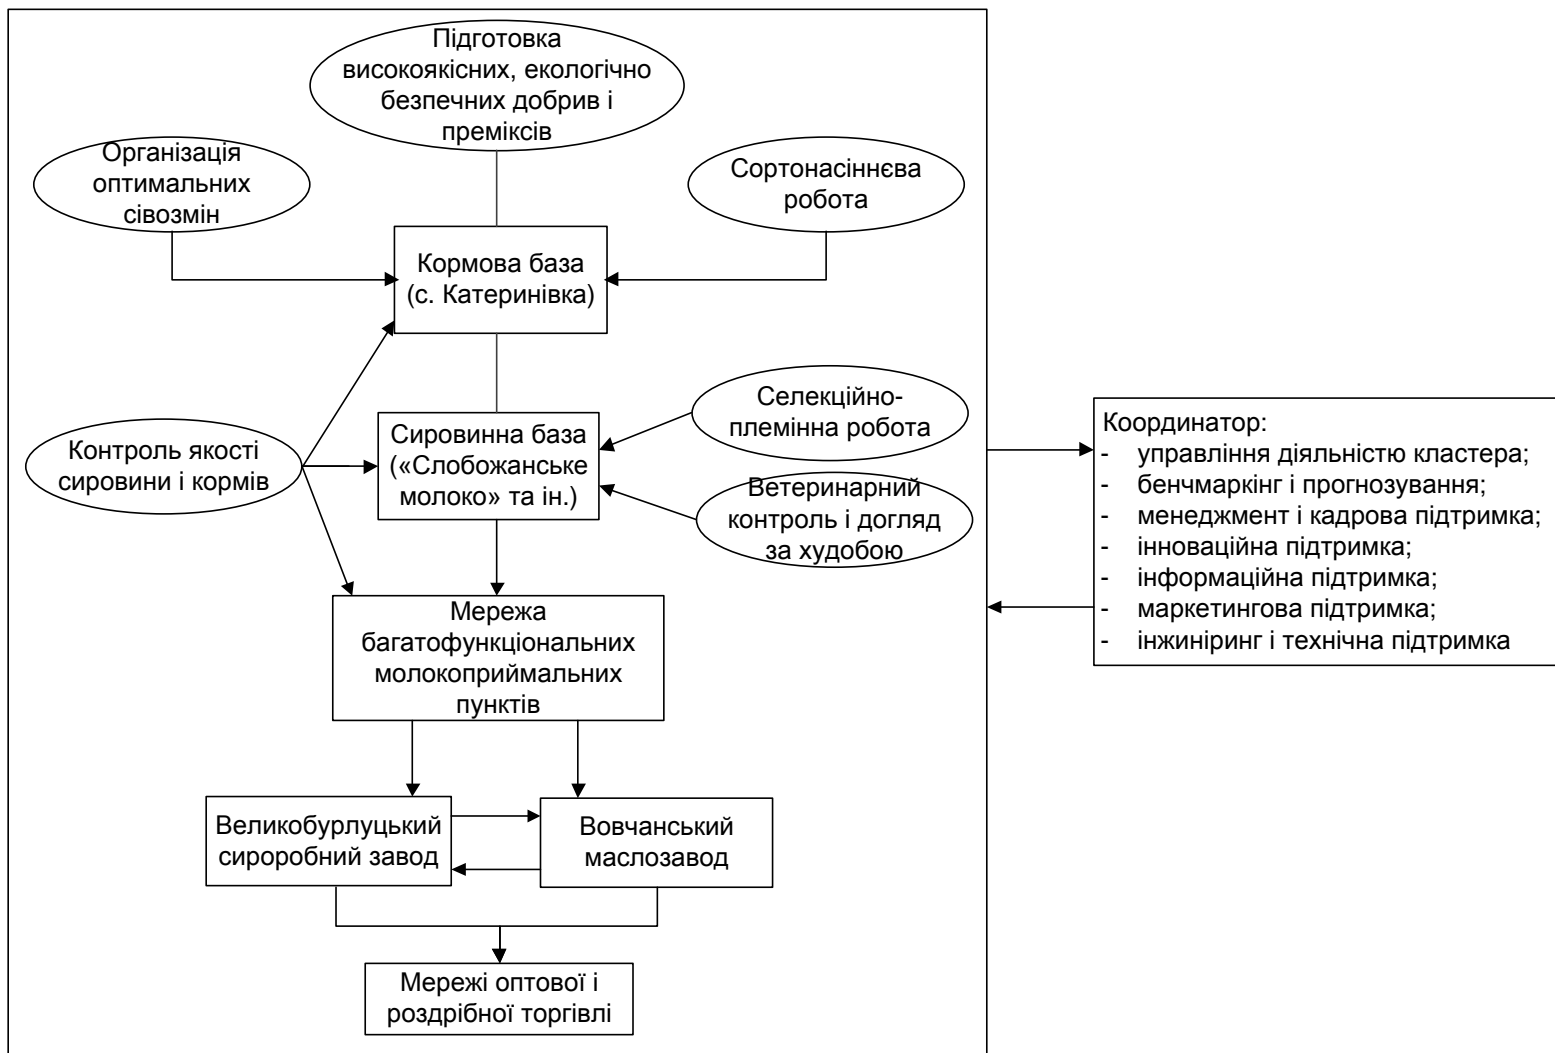 Підготовка
високоякісних, екологічно
безпечних добрив і
преміксів
Організація
оптимальних
сівозмін
Сортонасіннєва
робота
Кормова база
(с. Катеринівка)
Контроль якості
сировини і кормів
Сировинна база
(«Слобожанське
молоко» та ін.)
Селекційно-
племінна робота
Ветеринарний
контроль і догляд
за худобою
Мережа
багатофункціональних
молокоприймальних
пунктів
Великобурлуцький
сироробний завод
Вовчанський
маслозавод
Мережі оптової і
роздрібної торгівлі
Координатор:
- управління діяльністю кластера;
- бенчмаркінг і прогнозування;
- менеджмент і кадрова підтримка;
- інноваційна підтримка;
- інформаційна підтримка;
- маркетингова підтримка;
- інжиніринг і технічна підтримка